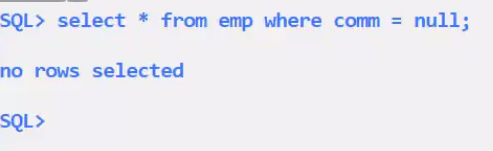 SQL> select * from emp where comm = null;
no rows selected
SQL>